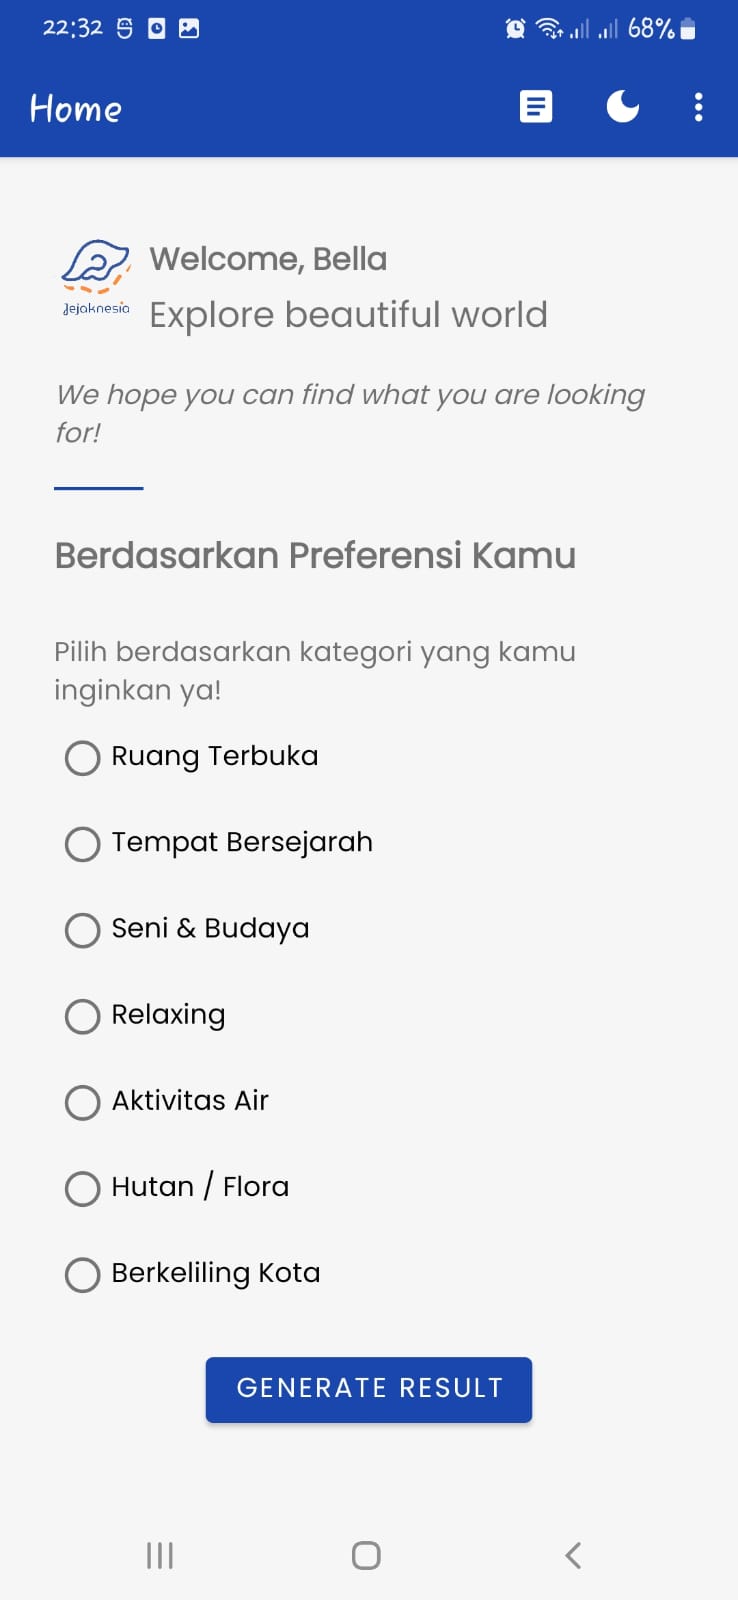 22:32
68%
Home
Jejaknesia
Welcome, Bella
Explore beautiful world
We hope you can find what you are looking
for!
Berdasarkan Preferensi Kamu
Pilih berdasarkan kategori yang kamu
inginkan ya!
Ruang Terbuka
Tempat Bersejarah
Seni & Budaya
Relaxing
Aktivitas Air
Hutan / Flora
Berkeliling Kota
GENERATE RESULT